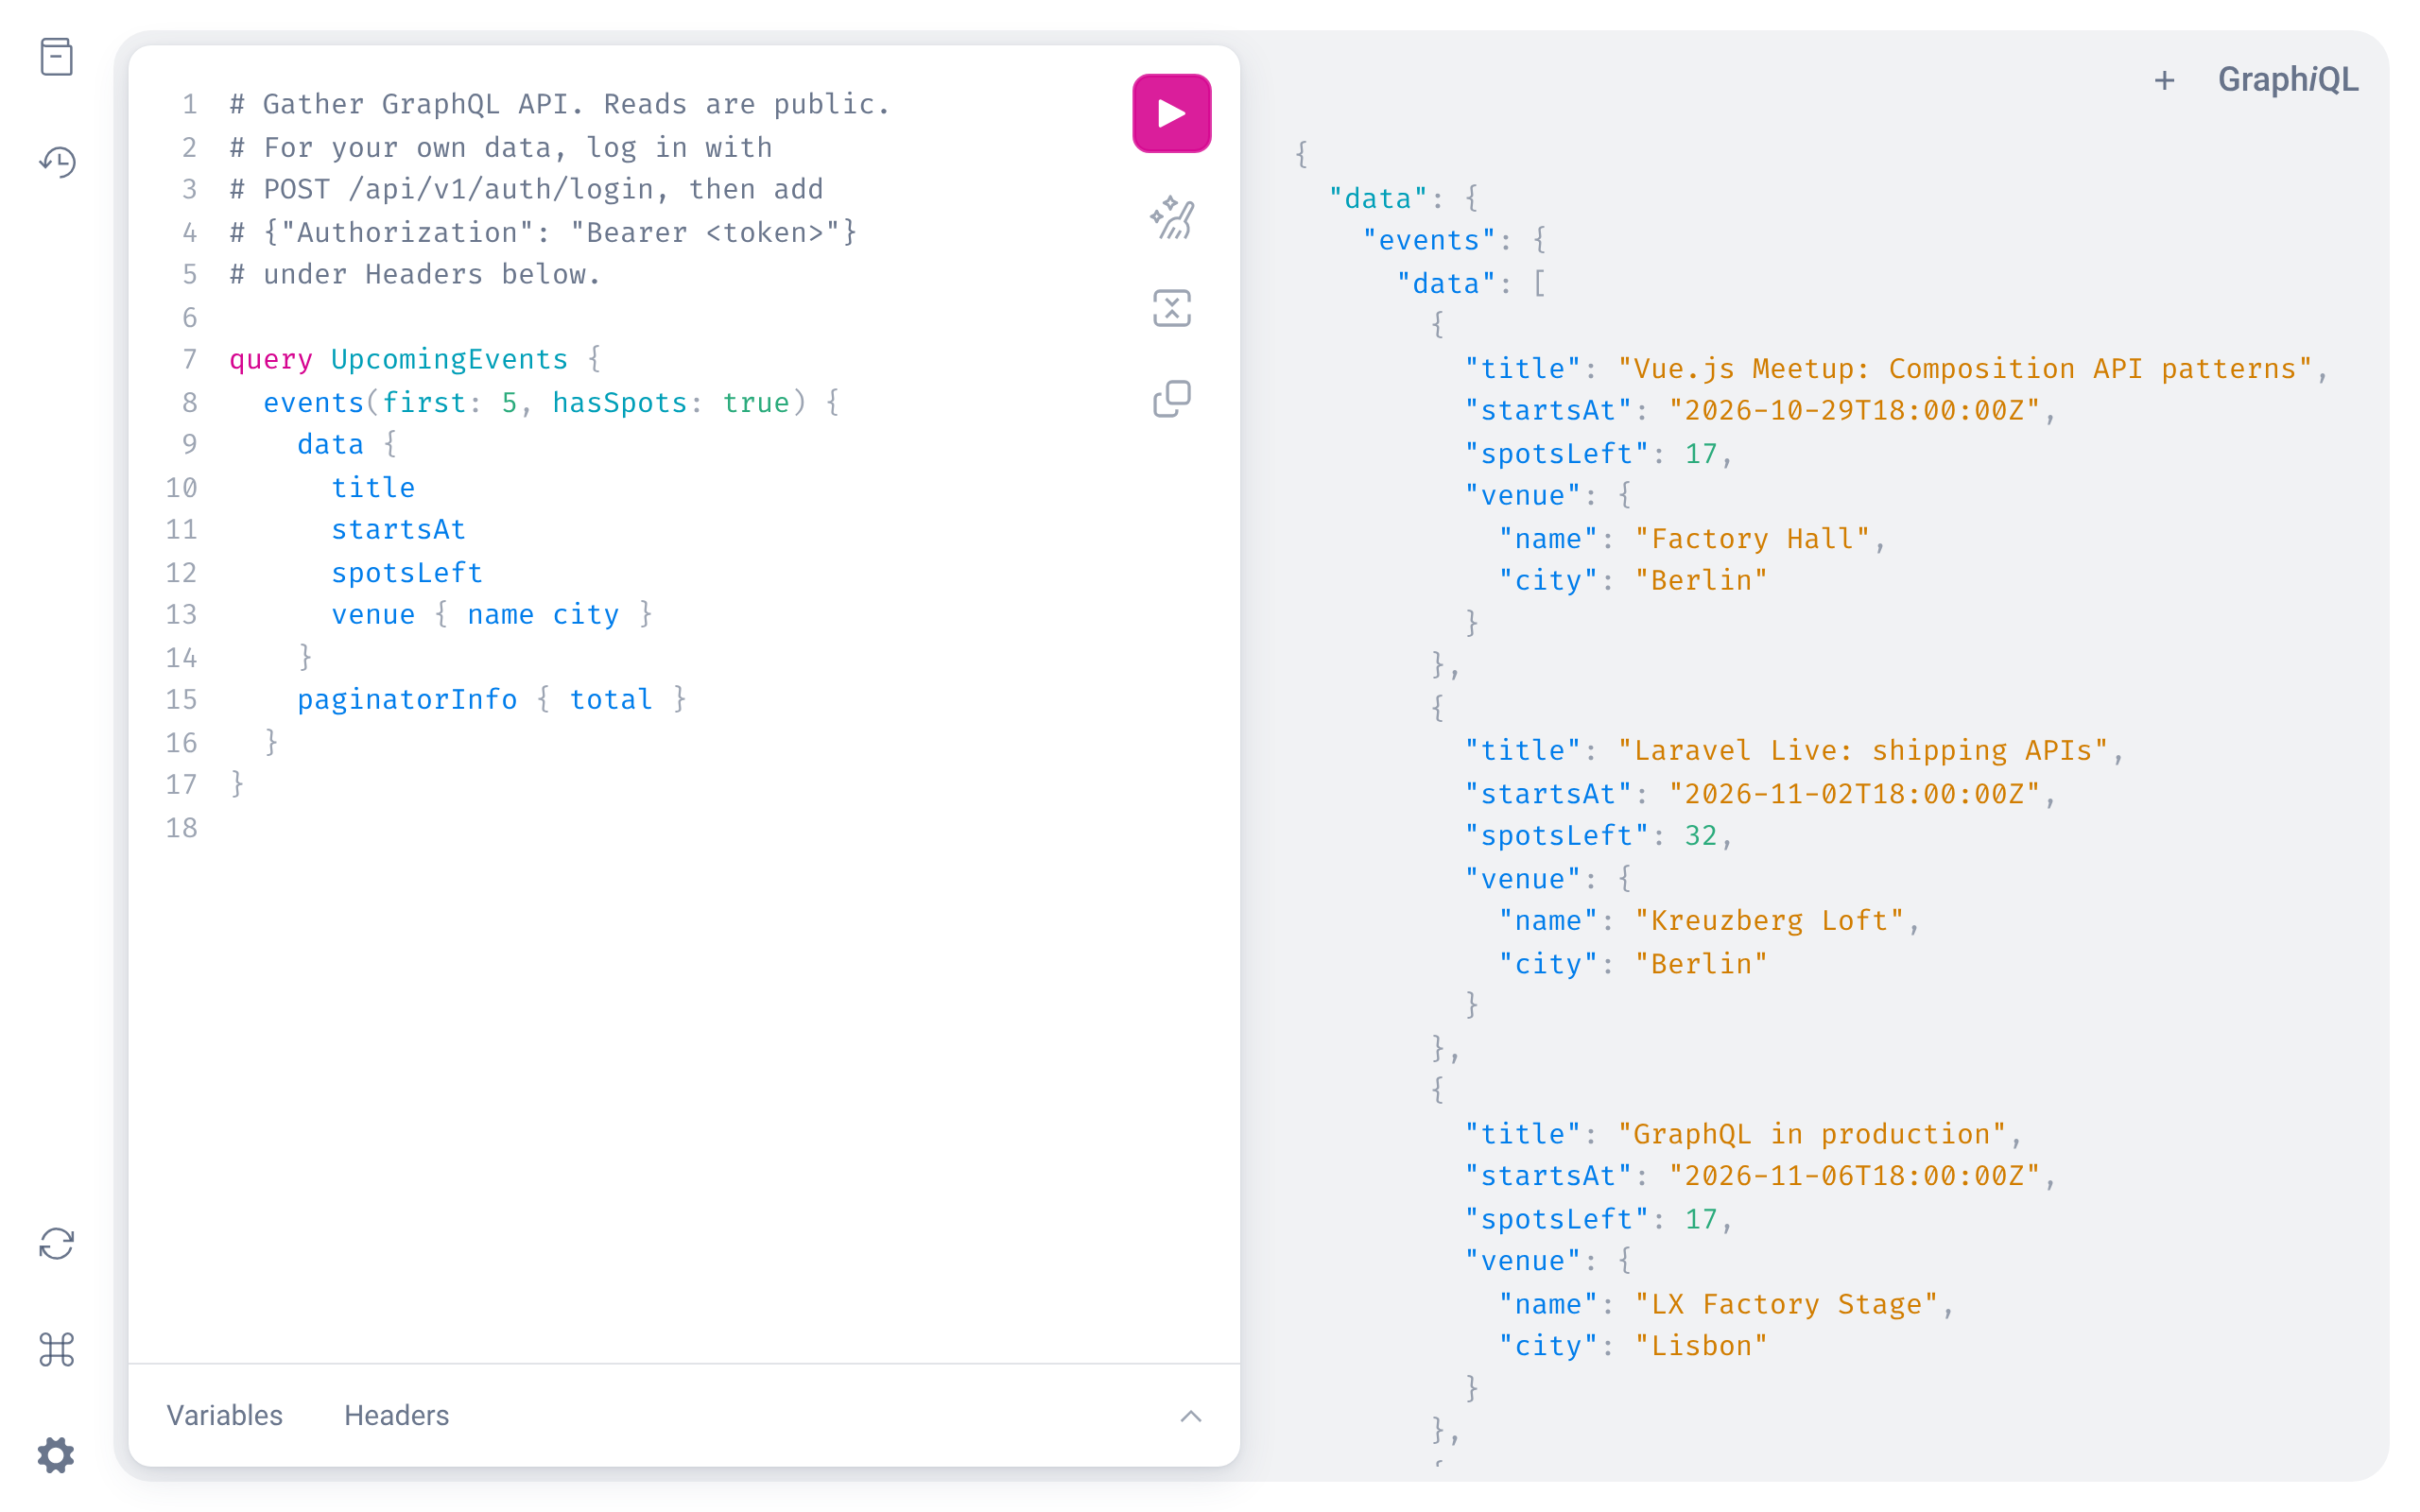 1 # Gather GraphQL API. Reads are public.
2 # For your own data, log in with
3 # POST /api/v1/auth/login, then add
4 # {"Authorization": "Bearer <token>"}
5 # under Headers below.
6
7 query UpcomingEvents {
8   events(first: 5, hasSpots: true) {
9     data {
10       title
11       startsAt
12       spotsLeft
13       venue { name city }
14     }
15     paginatorInfo { total }
16   }
17 }
18
Variables Headers
+ GraphiQL
{
  "data": {
    "events": {
      "data": [
        {
          "title": "Vue.js Meetup: Composition API patterns",
          "startsAt": "2026-10-29T18:00:00Z",
          "spotsLeft": 17,
          "venue": {
            "name": "Factory Hall",
            "city": "Berlin"
          }
        },
        {
          "title": "Laravel Live: shipping APIs",
          "startsAt": "2026-11-02T18:00:00Z",
          "spotsLeft": 32,
          "venue": {
            "name": "Kreuzberg Loft",
            "city": "Berlin"
          }
        },
        {
          "title": "GraphQL in production",
          "startsAt": "2026-11-06T18:00:00Z",
          "spotsLeft": 17,
          "venue": {
            "name": "LX Factory Stage",
            "city": "Lisbon"
          }
        },